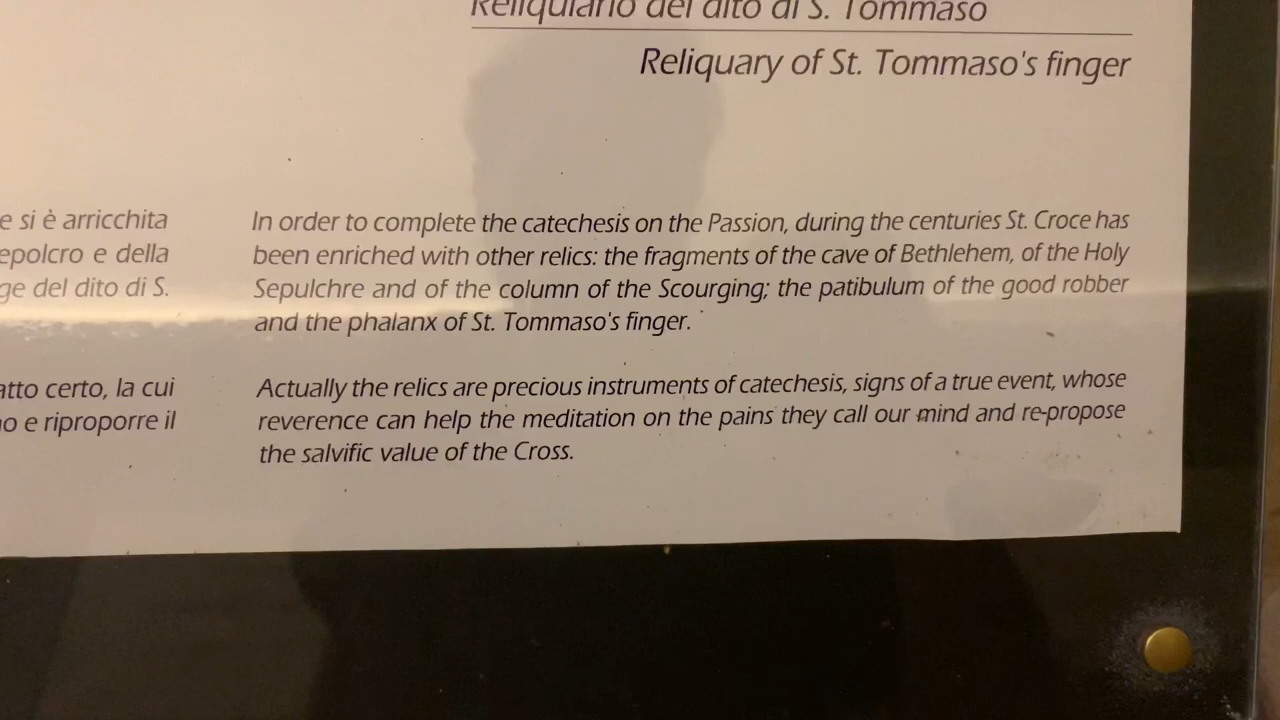 Reliquiario del dito di S. Tommaso
Reliquary of St. Tommaso's finger
e si è arricchita
epolcro e della
ge del dito di S.
atto certo, la cui
no e riproporre il
In order to complete the catechesis on the Passion, during the centuries St. Croce has
been enriched with other relics: the fragments of the cave of Bethlehem, of the Holy
Sepulchre and of the column of the Scourging; the patibulum of the good robber
and the phalanx of St. Tommaso's finger.
Actually the relics are precious instruments of catechesis, signs of a true event, whose
reverence can help the meditation on the pains they call our mind and re-propose
the salvific value of the Cross.